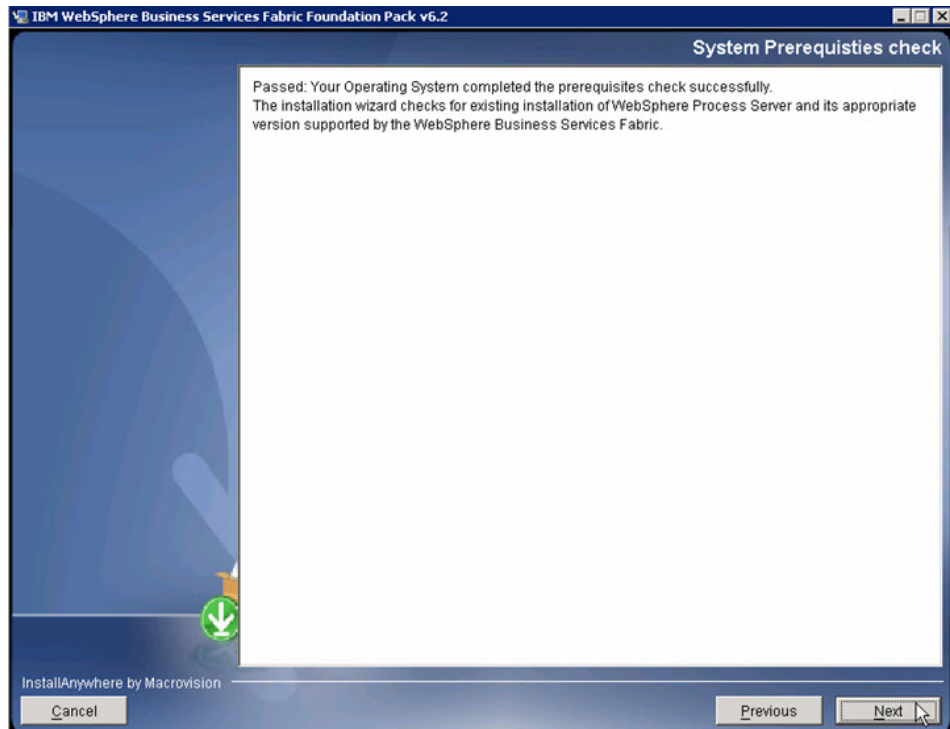 IBM WebSphere Business Services Fabric Foundation Pack v6.2
System Prerequisties check
Passed: Your Operating System completed the prerequisites check successfully.
The installation wizard checks for existing installation of WebSphere Process Server and its appropriate
version supported by the WebSphere Business Services Fabric.
InstallAnywhere by Macrovision
Cancel
Previous
Next